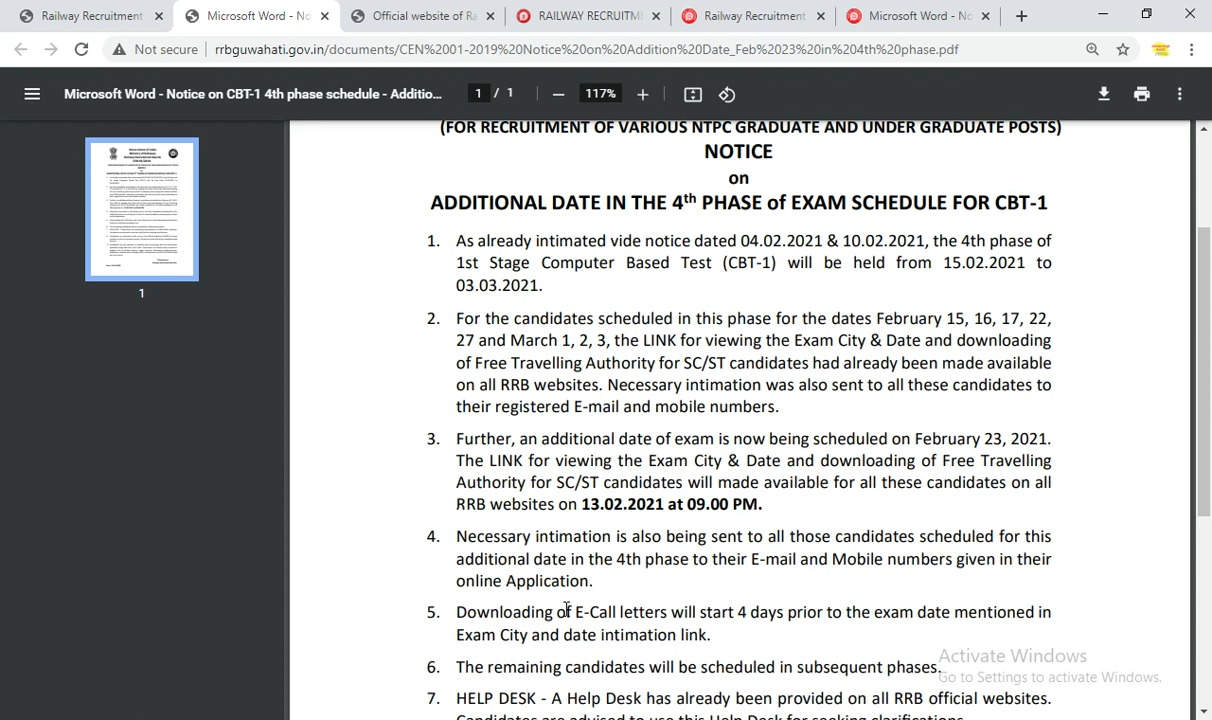 Railway Recruitment
Microsoft Word - No
Official website of Ra
RAILWAY RECRUITM
Railway Recruitment
Microsoft Word - No
Not secure
rrbguwahati.gov.in/documents/CEN%2001-2019%20Notice%20on%20Addition%20Date_Feb%2023%20in%204th%20phase.pdf
Microsoft Word - Notice on CBT-1 4th phase schedule - Additio...
1 / 1
117%
(FOR RECRUITMENT OF VARIOUS NTPC GRADUATE AND UNDER GRADUATE POSTS)
NOTICE
on
ADDITIONAL DATE IN THE 4th PHASE of EXAM SCHEDULE FOR CBT-1
1. As already intimated vide notice dated 04.02.2021 & 10.02.2021, the 4th phase of
1st Stage Computer Based Test (CBT-1) will be held from 15.02.2021 to
03.03.2021.
2. For the candidates scheduled in this phase for the dates February 15, 16, 17, 22,
27 and March 1, 2, 3, the LINK for viewing the Exam City & Date and downloading
of Free Travelling Authority for SC/ST candidates had already been made available
on all RRB websites. Necessary intimation was also sent to all these candidates to
their registered E-mail and mobile numbers.
3. Further, an additional date of exam is now being scheduled on February 23, 2021.
The LINK for viewing the Exam City & Date and downloading of Free Travelling
Authority for SC/ST candidates will made available for all these candidates on all
RRB websites on 13.02.2021 at 09.00 PM.
4. Necessary intimation is also being sent to all those candidates scheduled for this
additional date in the 4th phase to their E-mail and Mobile numbers given in their
online Application.
5. Downloading of E-Call letters will start 4 days prior to the exam date mentioned in
Exam City and date intimation link.
6. The remaining candidates will be scheduled in subsequent phases.
7. HELP DESK - A Help Desk has already been provided on all RRB official websites.
Candidates are advised to use this Help Desk for seeking clarifications
1
Activate Windows
Go to Settings to activate Windows.